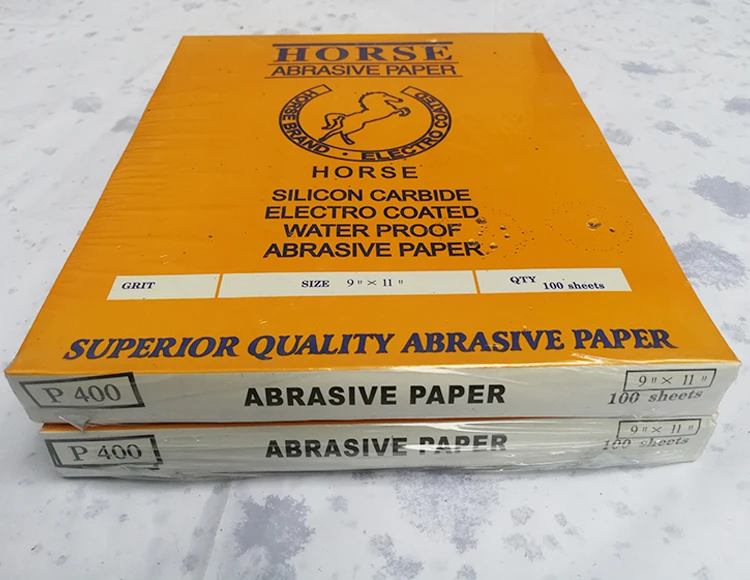 HORSE
ABRASIVE PAPER
HORSE BRAND · ELECTRO COATED
HORSE
SILICON CARBIDE
ELECTRO COATED
WATER PROOF
ABRASIVE PAPER
GRIT SIZE 9" × 11" QTY 100 sheets
SUPERIOR QUALITY ABRASIVE PAPER
P 400 ABRASIVE PAPER 9" × 11"
100 sheets
P 400 ABRASIVE PAPER 9" × 11"
100 sheets